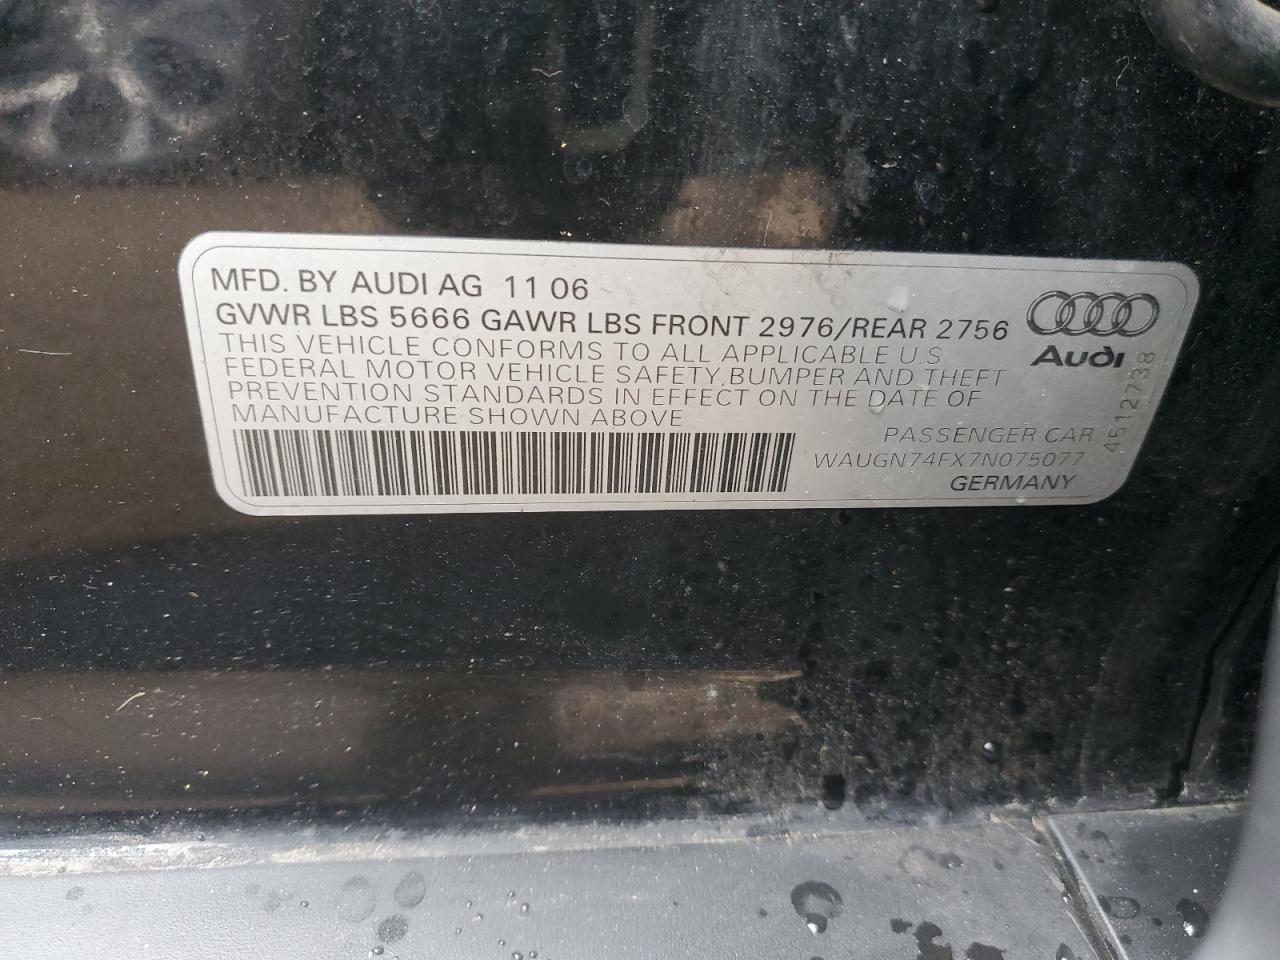 MFD. BY AUDI AG 11 06
GVWR LBS 5666 GAWR LBS FRONT 2976/REAR 2756
THIS VEHICLE CONFORMS TO ALL APPLICABLE U.S
FEDERAL MOTOR VEHICLE SAFETY, BUMPER AND THEFT
PREVENTION STANDARDS IN EFFECT ON THE DATE OF
MANUFACTURE SHOWN ABOVE
PASSENGER CAR
WAUGN74FX7N075077
GERMANY
Audi
4512738